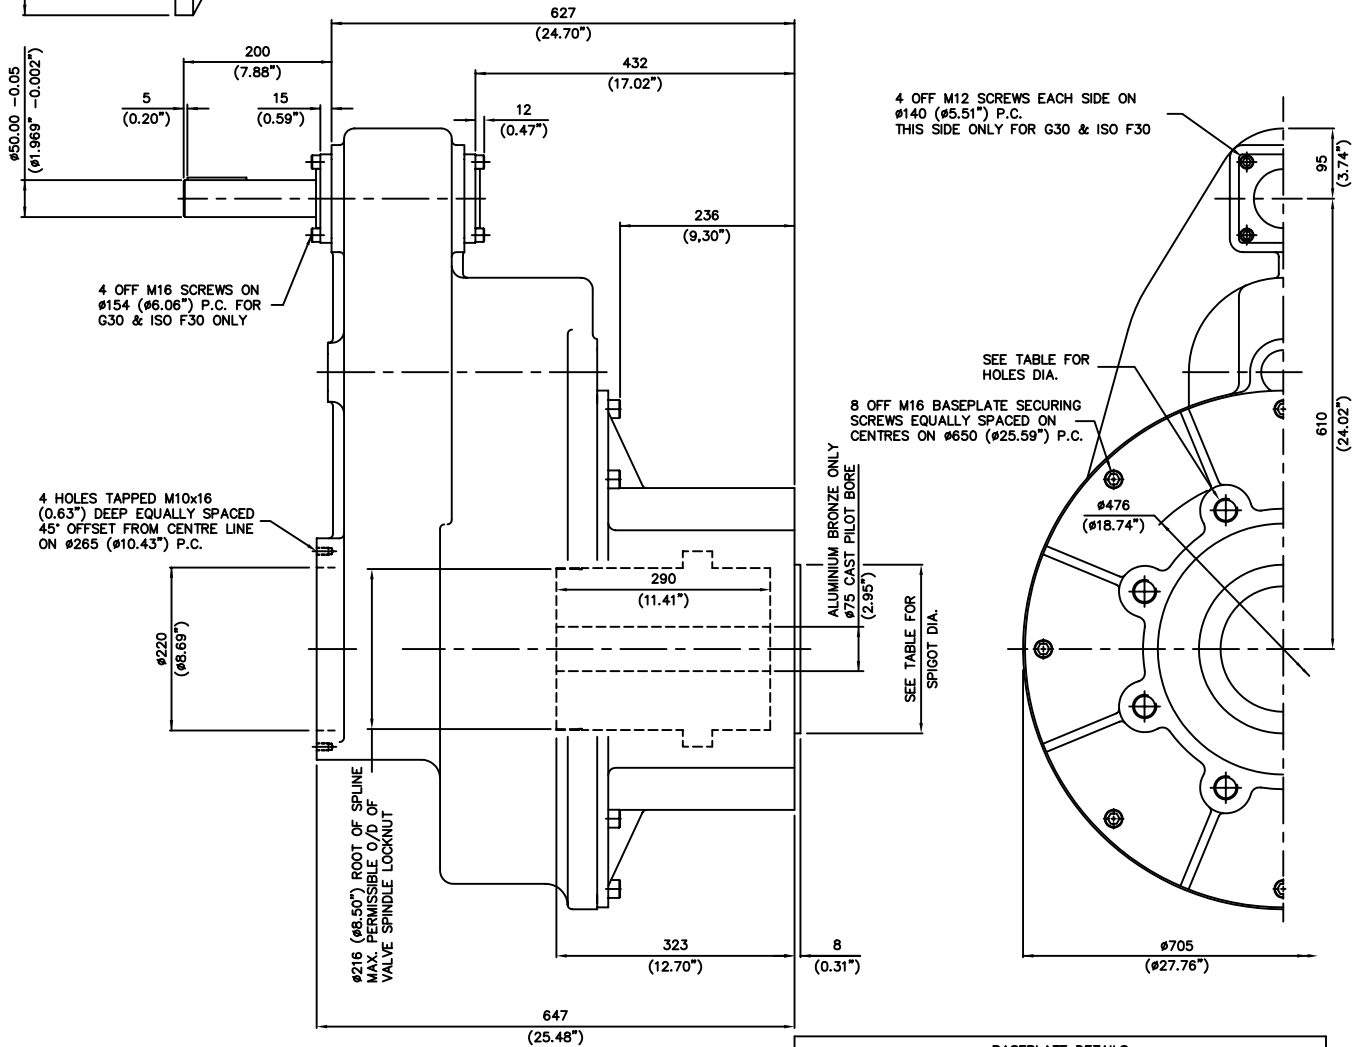 627
(24.70")
200
(7.88")
432
(17.02")
ø50.00 -0.05
(ø1.969" -0.002")
5
(0.20")
15
(0.59")
12
(0.47")
4 OFF M12 SCREWS EACH SIDE ON
ø140 (ø5.51") P.C.
THIS SIDE ONLY FOR G30 & ISO F30
95
(3.74")
236
(9,30")
4 OFF M16 SCREWS ON
ø154 (ø6.06") P.C. FOR
G30 & ISO F30 ONLY
SEE TABLE FOR
HOLES DIA.
8 OFF M16 BASEPLATE SECURING
SCREWS EQUALLY SPACED ON
CENTRES ON ø650 (ø25.59") P.C.
610
(24.02")
4 HOLES TAPPED M10x16
(0.63") DEEP EQUALLY SPACED
45° OFFSET FROM CENTRE LINE
ON ø265 (ø10.43") P.C.
ALUMINIUM BRONZE ONLY
ø75 CAST PILOT BORE
(2.95")
ø476
(ø18.74")
290
(11.41")
ø220
(ø8.69")
SEE TABLE FOR
SPIGOT DIA.
ø216 (ø8.50") ROOT OF SPLINE
MAX. PERMISSIBLE O/D OF
VALVE SPINDLE LOCKNUT
323
(12.70")
8
(0.31")
ø705
(ø27.76")
647
(25.48")